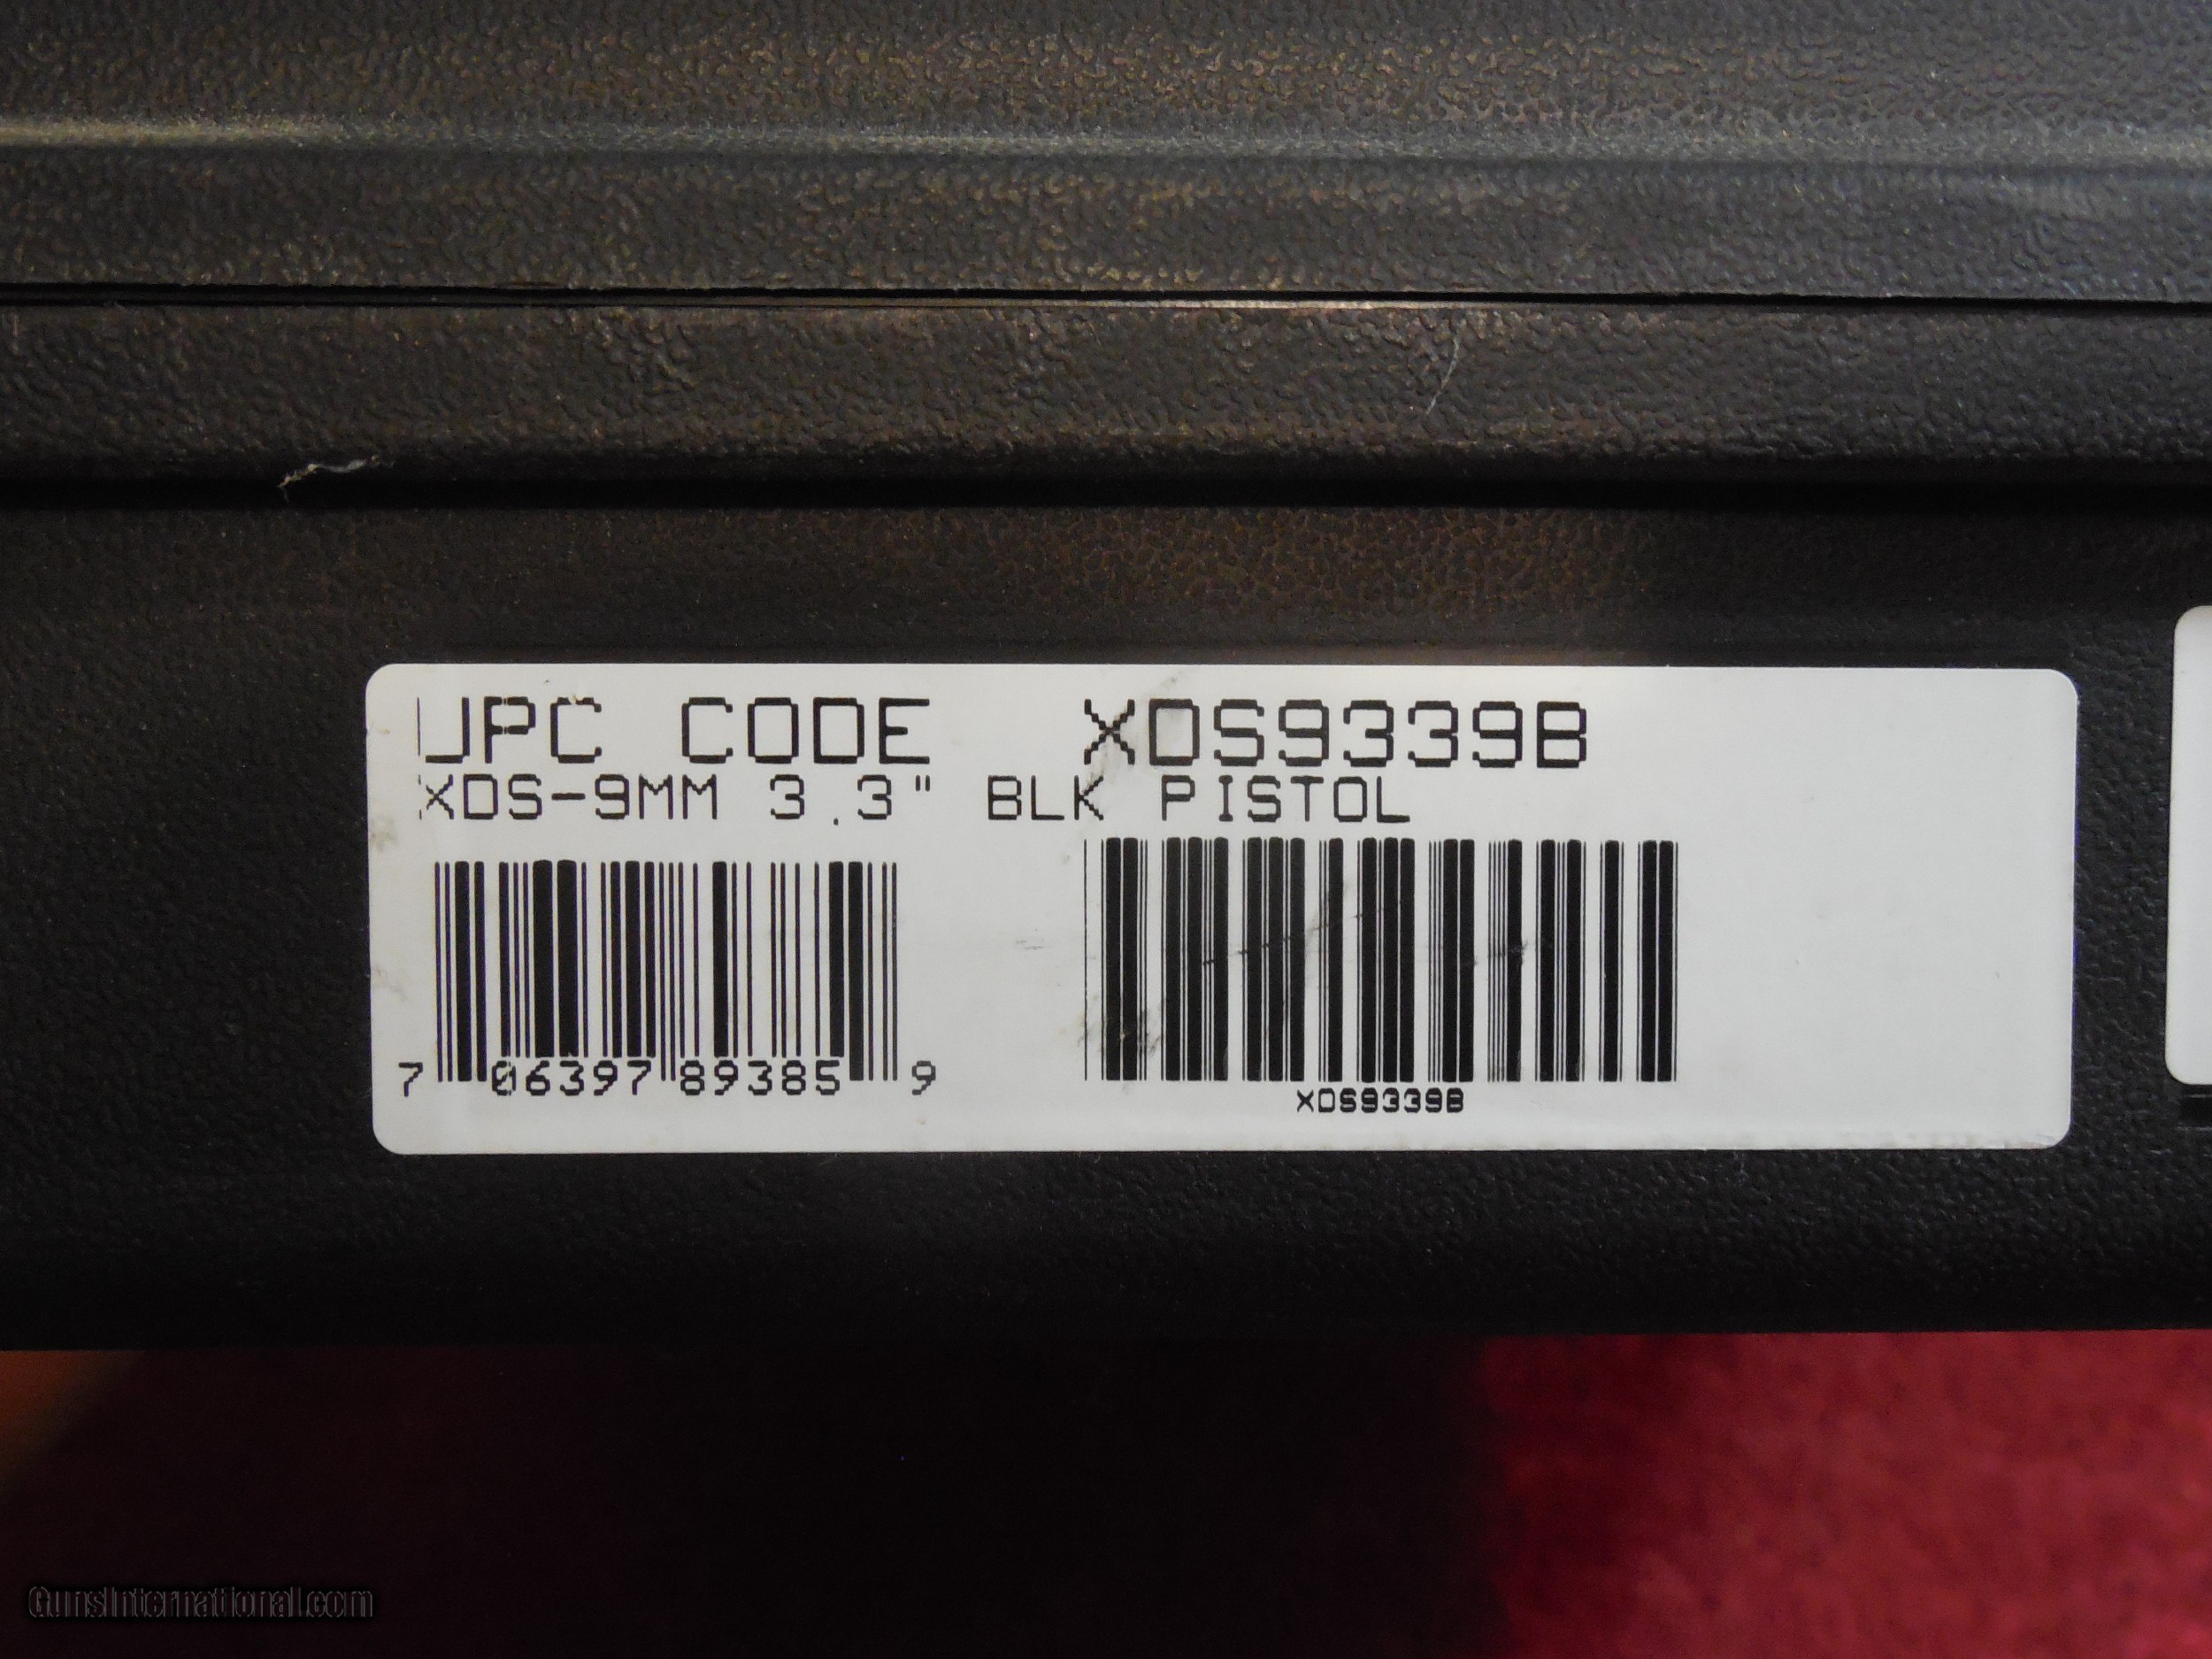 UPC CODE XDS9339B
XDS-9MM 3.3" BLK PISTOL
7 06397 89385 9
XDS9339B
GunsInternational.com